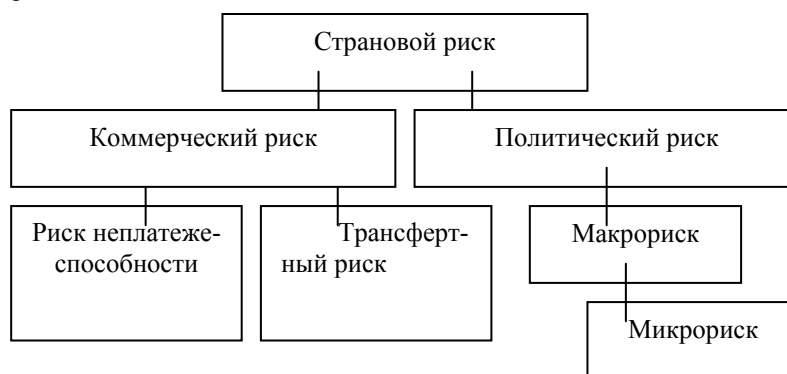 Страновой риск
Коммерческий риск
Политический риск
Риск неплатеже-
способности
Трансферт-
ный риск
Макрориск
Микрориск